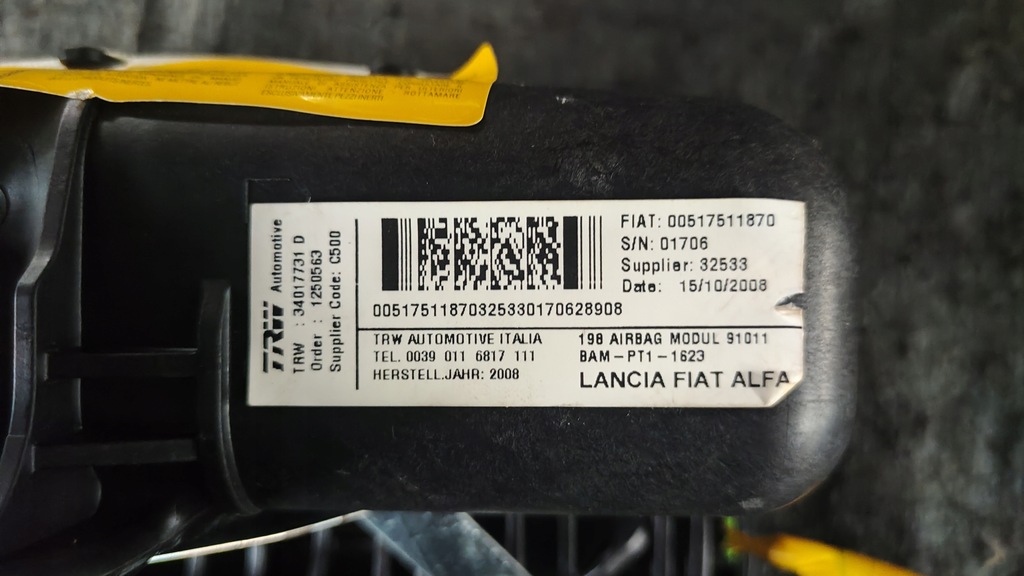 TRW Automotive
TRW : 34017731 D
Order : 1250563
Supplier Code: C500
FIAT: 00517511870
S/N: 01706
Supplier: 32533
Date: 15/10/2008
00517511870325330170628908
TRW AUTOMOTIVE ITALIA
TEL. 0039 011 6817 111
HERSTELL.JAHR: 2008
198 AIRBAG MODUL 91011
BAM-PT1-1623
LANCIA FIAT ALFA
ROTTAMARE